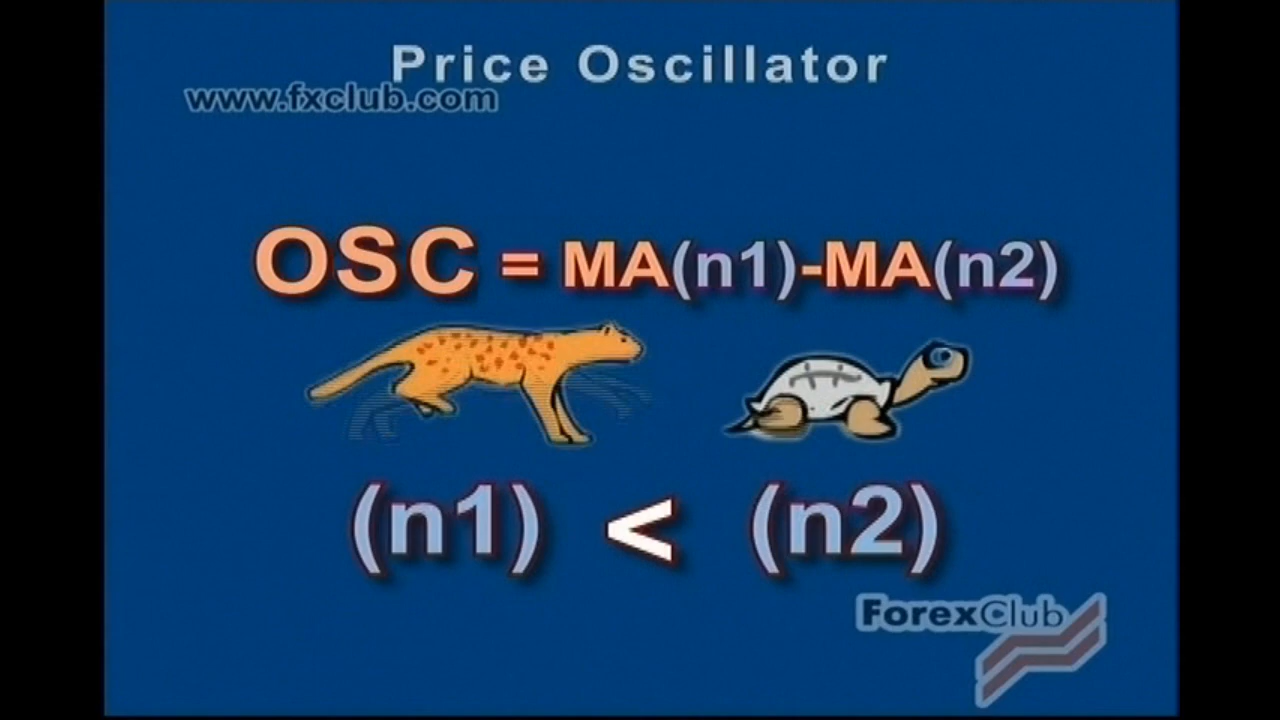 Price Oscillator
www.fxclub.com
OSC = MA(n1)-MA(n2)
(n1) < (n2)
ForexClub